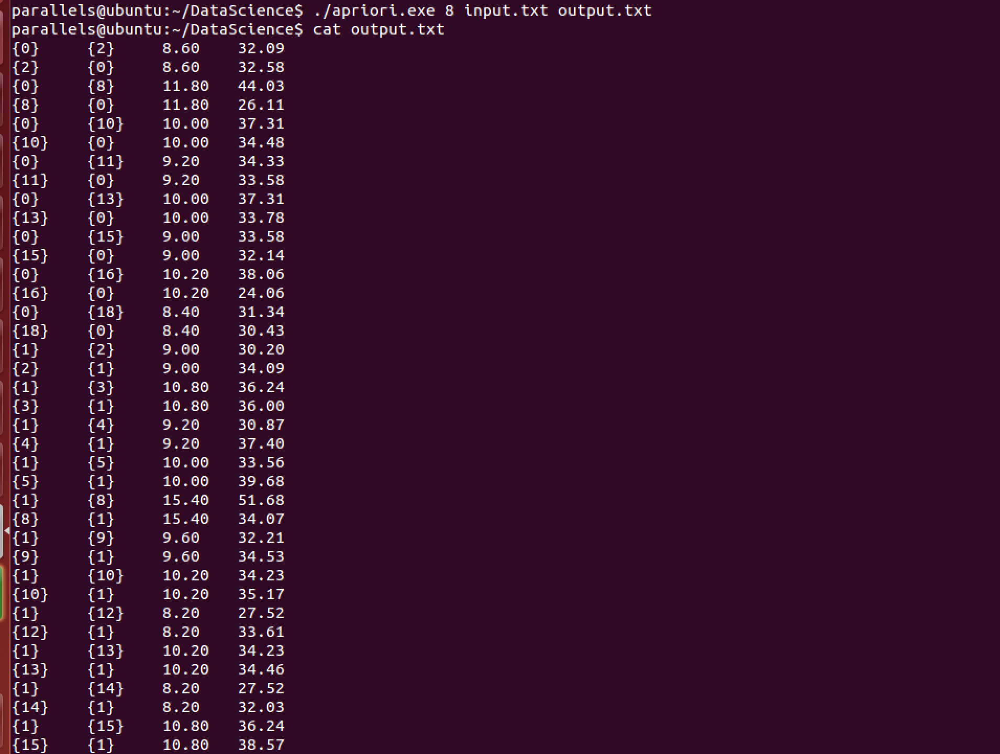 parallels@ubuntu:~/DataScience$ ./apriori.exe 8 input.txt output.txt
parallels@ubuntu:~/DataScience$ cat output.txt
{0}	{2}	8.60	32.09
{2}	{0}	8.60	32.58
{0}	{8}	11.80	44.03
{8}	{0}	11.80	26.11
{0}	{10}	10.00	37.31
{10}	{0}	10.00	34.48
{0}	{11}	9.20	34.33
{11}	{0}	9.20	33.58
{0}	{13}	10.00	37.31
{13}	{0}	10.00	33.78
{0}	{15}	9.00	33.58
{15}	{0}	9.00	32.14
{0}	{16}	10.20	38.06
{16}	{0}	10.20	24.06
{0}	{18}	8.40	31.34
{18}	{0}	8.40	30.43
{1}	{2}	9.00	30.20
{2}	{1}	9.00	34.09
{1}	{3}	10.80	36.24
{3}	{1}	10.80	36.00
{1}	{4}	9.20	30.87
{4}	{1}	9.20	37.40
{1}	{5}	10.00	33.56
{5}	{1}	10.00	39.68
{1}	{8}	15.40	51.68
{8}	{1}	15.40	34.07
{1}	{9}	9.60	32.21
{9}	{1}	9.60	34.53
{1}	{10}	10.20	34.23
{10}	{1}	10.20	35.17
{1}	{12}	8.20	27.52
{12}	{1}	8.20	33.61
{1}	{13}	10.20	34.23
{13}	{1}	10.20	34.46
{1}	{14}	8.20	27.52
{14}	{1}	8.20	32.03
{1}	{15}	10.80	36.24
{15}	{1}	10.80	38.57